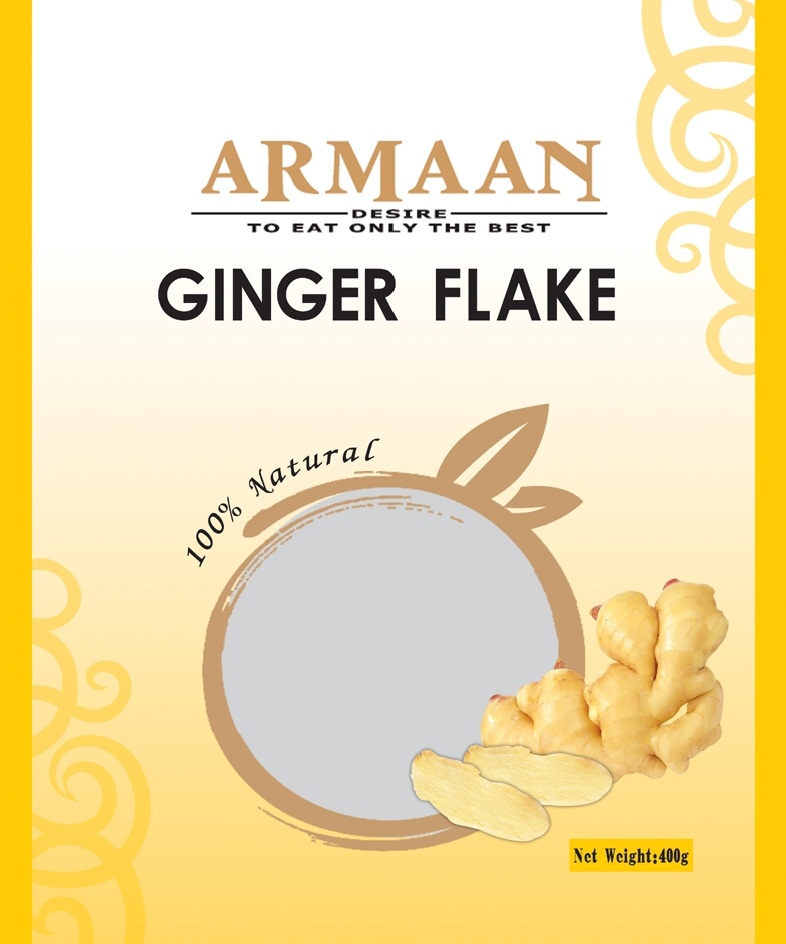 ARMAAN
DESIRE
TO EAT ONLY THE BEST
GINGER FLAKE
100% Natural
Net Weight:400g